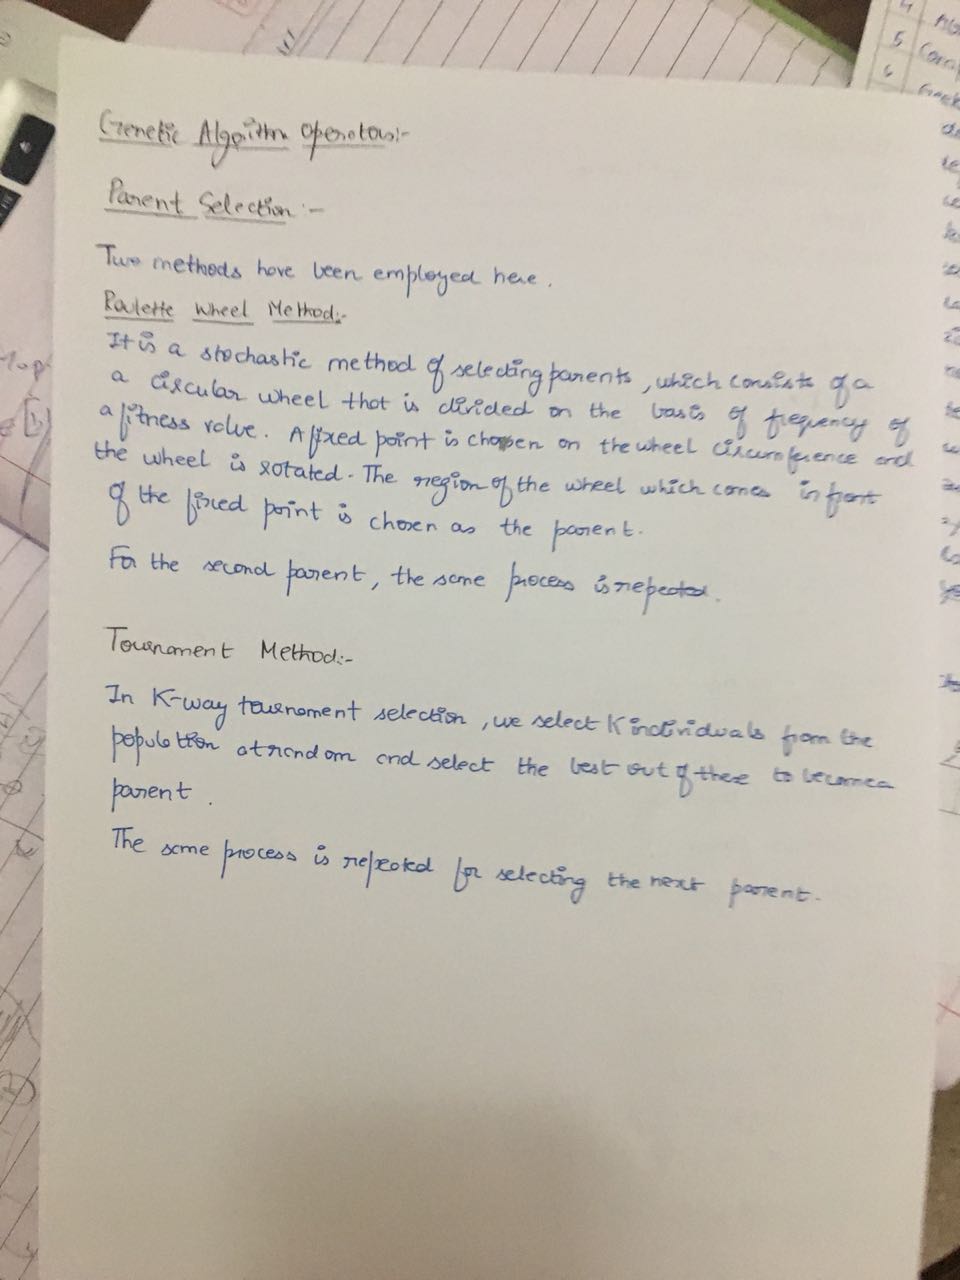 Genetic Algorithm Operators:-
Parent Selection :-
Two methods have been employed here.
Roulette Wheel Method:-
It is a stochastic method of selecting parents, which consists of a
a circular wheel that is divided on the basis of frequency of
a fitness value. A fixed point is chosen on the wheel circumference and
the wheel is rotated. The region of the wheel which comes in front
of the fixed point is chosen as the parent.
For the second parent, the same process is repeated.
Tournament Method:-
In K-way tournament selection, we select K individuals from the
population at random and select the best out of these to become a
parent.
The same process is repeated for selecting the next parent.
4
5
6